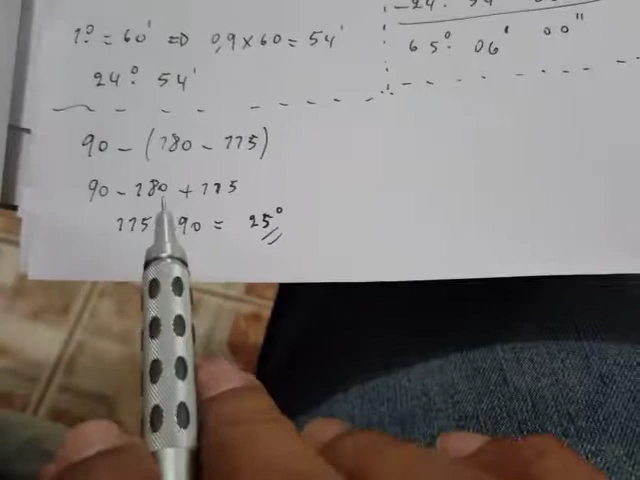 1° = 60' => 0,9 x 60 = 54'
24° 54'
65° 06' 00"
90 - (180 - 115)
90 - 180 + 115
115 90 = 25°